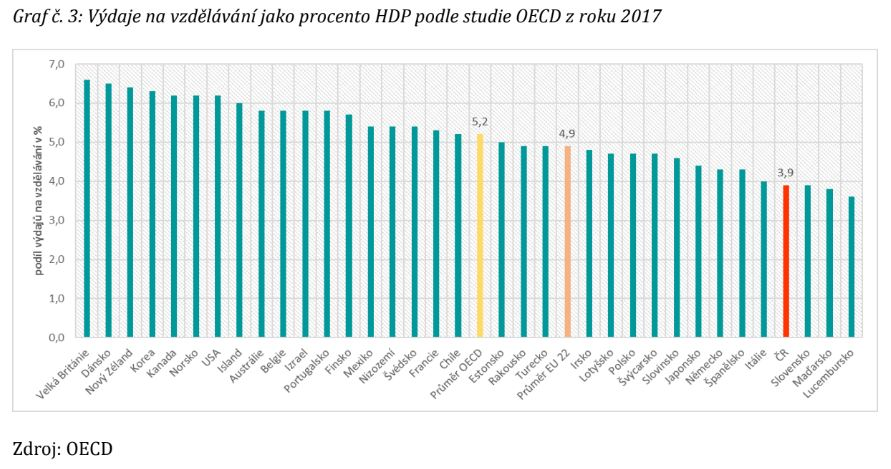 Graf č. 3: Výdaje na vzdělávání jako procento HDP podle studie OECD z roku 2017
podíl výdajů na vzdělávání v %
7,0
6,0
5,0
4,0
3,0
2,0
1,0
0,0
5,2
4,9
3,9
Velká Británie
Dánsko
Nový Zéland
Korea
Kanada
Norsko
USA
Island
Austrálie
Belgie
Izrael
Portugalsko
Finsko
Mexiko
Nizozemí
Švédsko
Francie
Chile
Průměr OECD
Estonsko
Rakousko
Turecko
Průměr EU 22
Irsko
Lotyšsko
Polsko
Švýcarsko
Slovinsko
Japonsko
Německo
Španělsko
Itálie
ČR
Slovensko
Maďarsko
Lucembursko
Zdroj: OECD